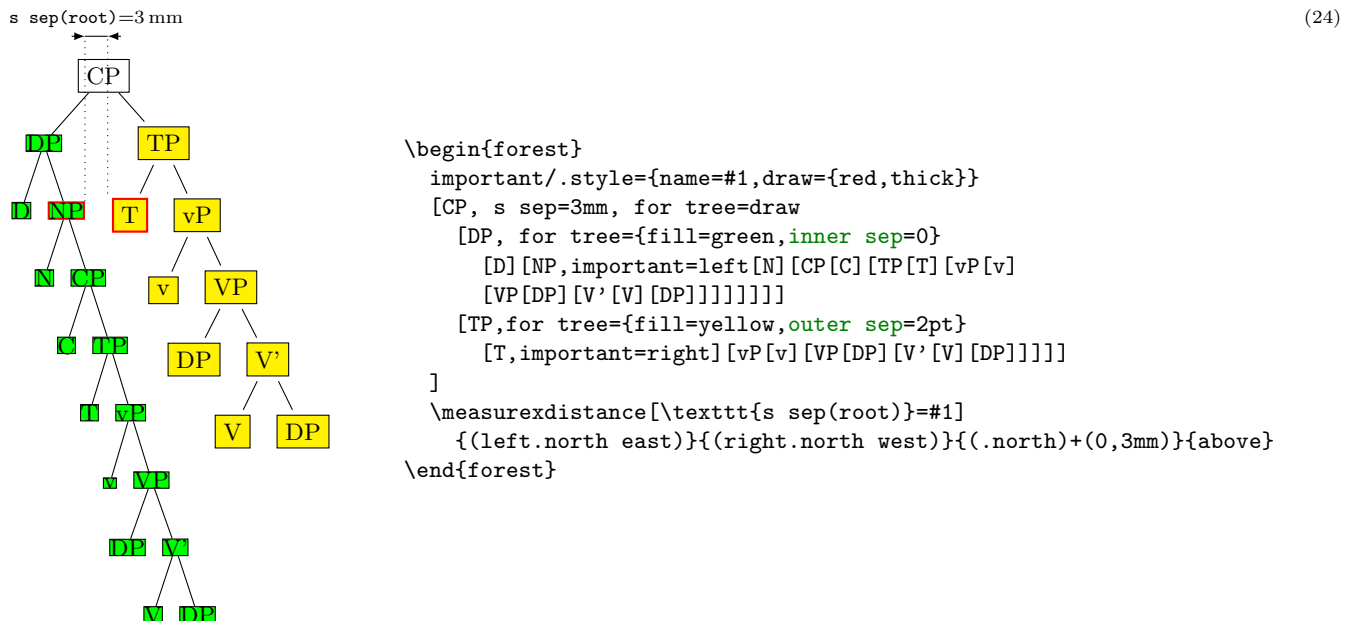 s sep(root)=3 mm
(24)
CP
DP TP
D NP T vP
N CP v VP
C TP DP V'
T vP V DP
v VP
DP V'
V DP
\begin{forest}
important/.style={name=#1,draw={red,thick}}
[CP, s sep=3mm, for tree=draw
[DP, for tree={fill=green,inner sep=0}
[D][NP,important=left[N][CP[C][TP[T][vP[v]
[VP[DP][V'[V][DP]]]]]]]]
[TP,for tree={fill=yellow,outer sep=2pt}
[T,important=right][vP[v][VP[DP][V'[V][DP]]]]]
]
\measurexdistance[\texttt{s sep(root)}=#1]
{(left.north east)}{(right.north west)}{(.north)+(0,3mm)}{above}
\end{forest}